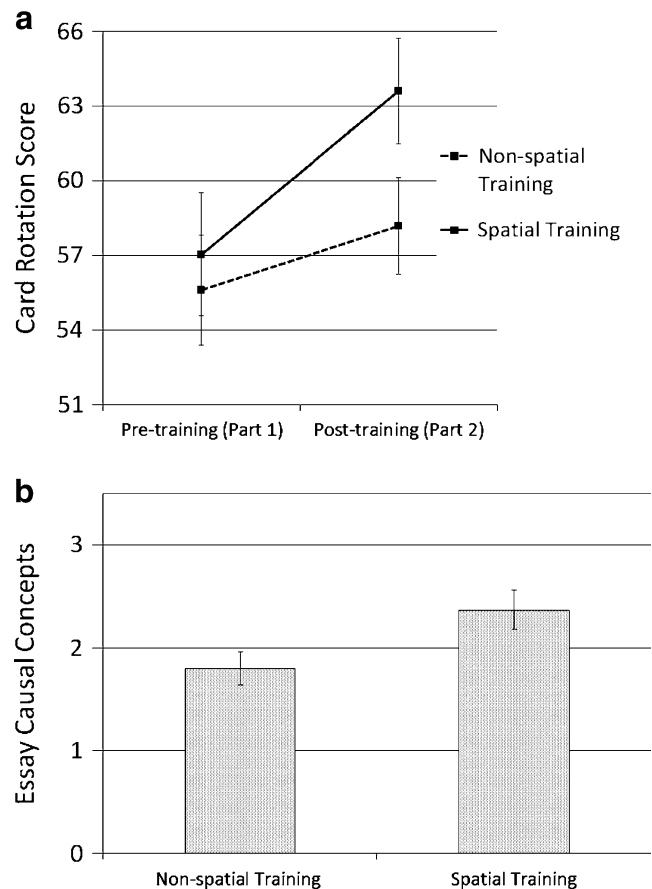 a
Card Rotation Score
66
63
60
57
54
51
Pre-training (Part 1)
Post-training (Part 2)
Non-spatial
Training
Spatial Training
b
Essay Causal Concepts
3
2
1
0
Non-spatial Training
Spatial Training